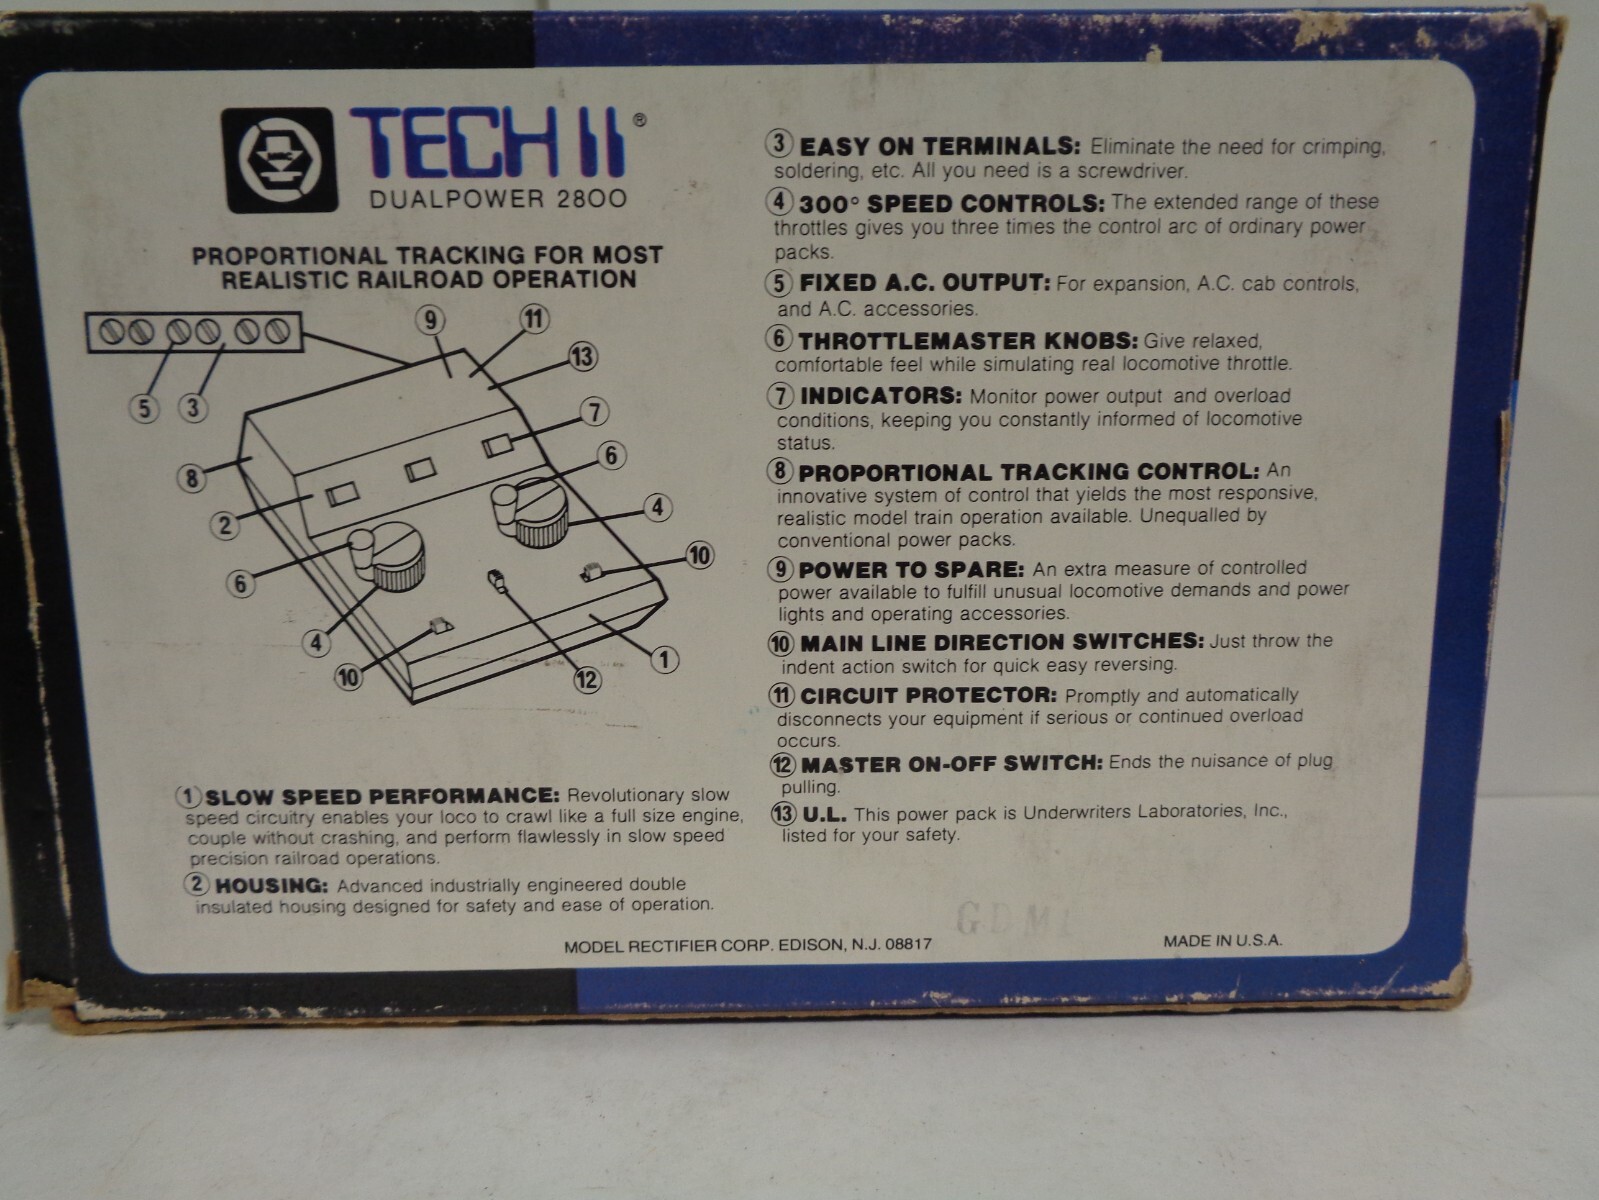 MRC
TECH II®
DUALPOWER 2800
PROPORTIONAL TRACKING FOR MOST
REALISTIC RAILROAD OPERATION
9
11
13
5
3
7
8
6
2
4
10
6
4
10
12
1
① SLOW SPEED PERFORMANCE: Revolutionary slow
speed circuitry enables your loco to crawl like a full size engine,
couple without crashing, and perform flawlessly in slow speed
precision railroad operations.
② HOUSING: Advanced industrially engineered double
insulated housing designed for safety and ease of operation.
③ EASY ON TERMINALS: Eliminate the need for crimping,
soldering, etc. All you need is a screwdriver.
④ 300° SPEED CONTROLS: The extended range of these
throttles gives you three times the control arc of ordinary power
packs.
⑤ FIXED A.C. OUTPUT: For expansion, A.C. cab controls,
and A.C. accessories.
⑥ THROTTLEMASTER KNOBS: Give relaxed,
comfortable feel while simulating real locomotive throttle.
⑦ INDICATORS: Monitor power output and overload
conditions, keeping you constantly informed of locomotive
status.
⑧ PROPORTIONAL TRACKING CONTROL: An
innovative system of control that yields the most responsive,
realistic model train operation available. Unequalled by
conventional power packs.
⑨ POWER TO SPARE: An extra measure of controlled
power available to fulfill unusual locomotive demands and power
lights and operating accessories.
⑩ MAIN LINE DIRECTION SWITCHES: Just throw the
indent action switch for quick easy reversing.
⑪ CIRCUIT PROTECTOR: Promptly and automatically
disconnects your equipment if serious or continued overload
occurs.
⑫ MASTER ON-OFF SWITCH: Ends the nuisance of plug
pulling.
⑬ U.L. This power pack is Underwriters Laboratories, Inc.,
listed for your safety.
MODEL RECTIFIER CORP. EDISON, N.J. 08817
MADE IN U.S.A.